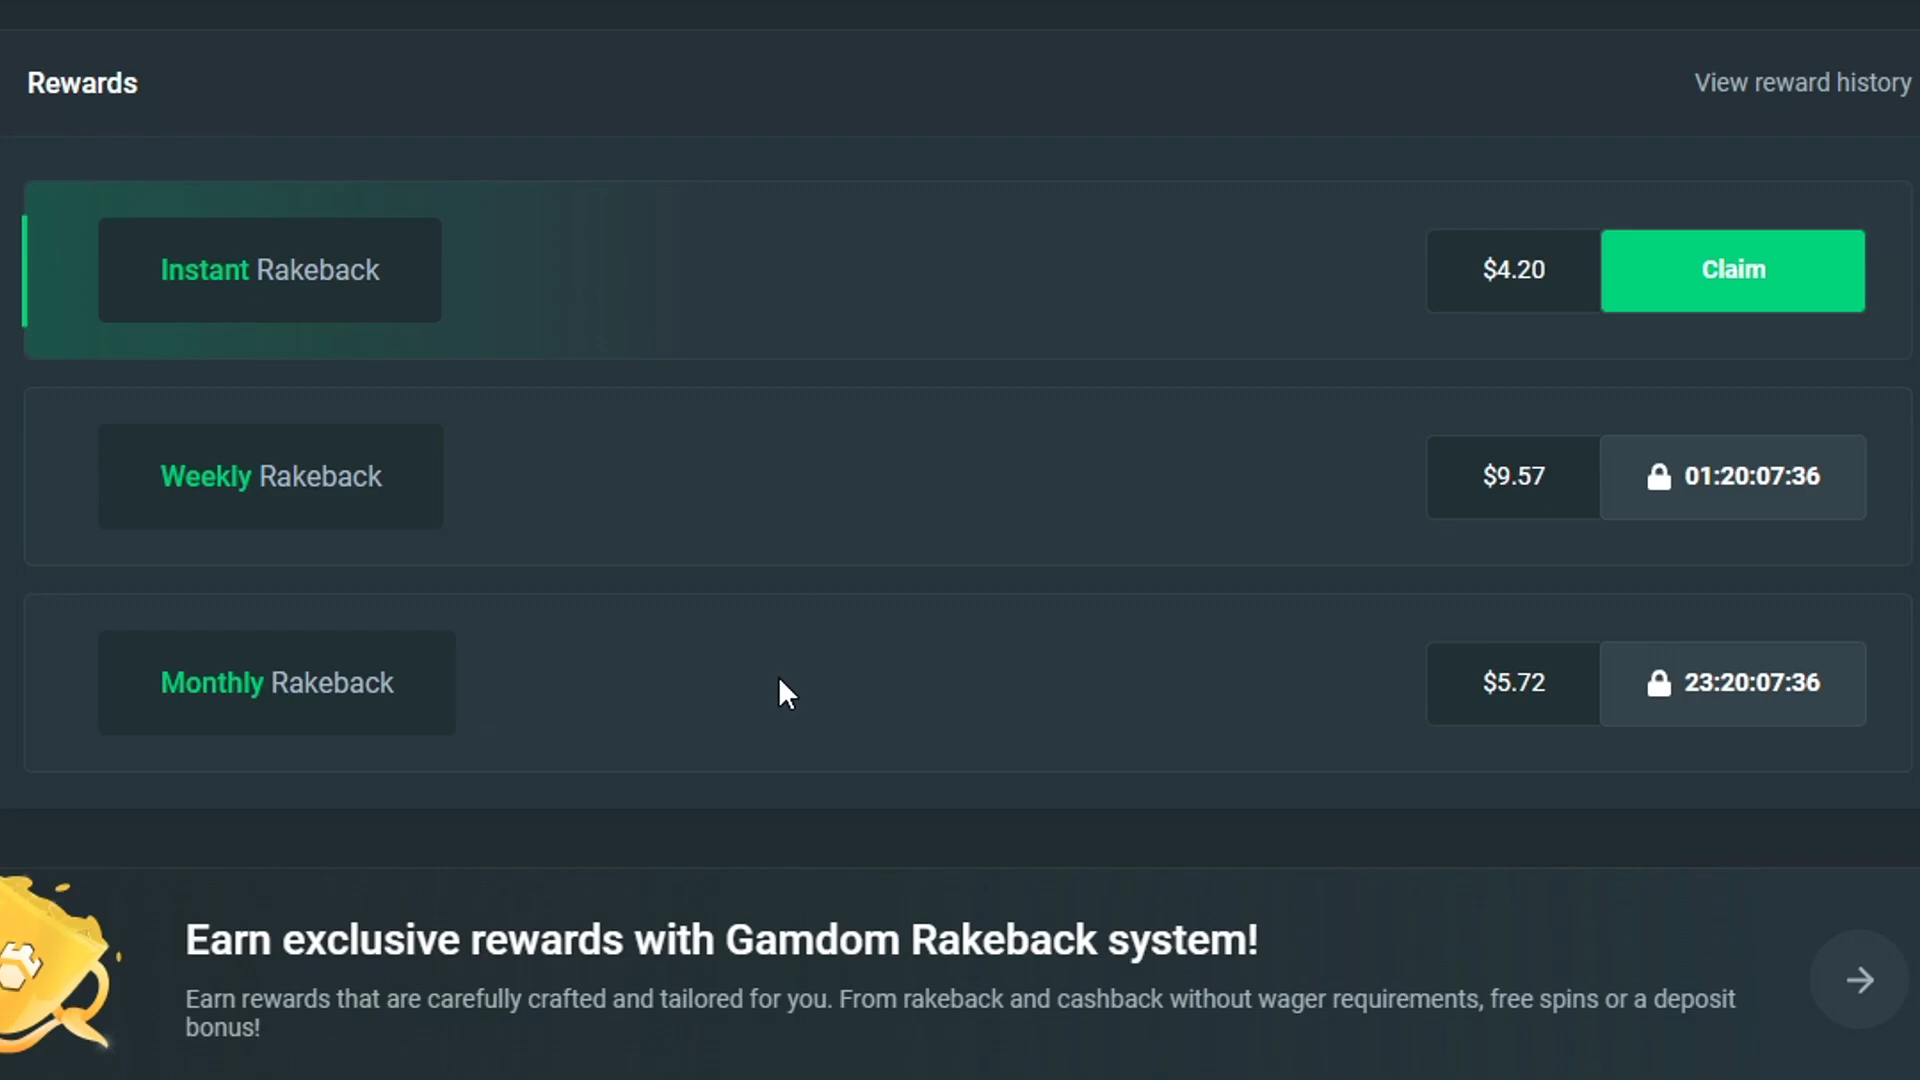 Rewards
View reward history
Instant Rakeback
$4.20
Claim
Weekly Rakeback
$9.57
01:20:07:36
Monthly Rakeback
$5.72
23:20:07:36
Earn exclusive rewards with Gamdom Rakeback system!
Earn rewards that are carefully crafted and tailored for you. From rakeback and cashback without wager requirements, free spins or a deposit
bonus!